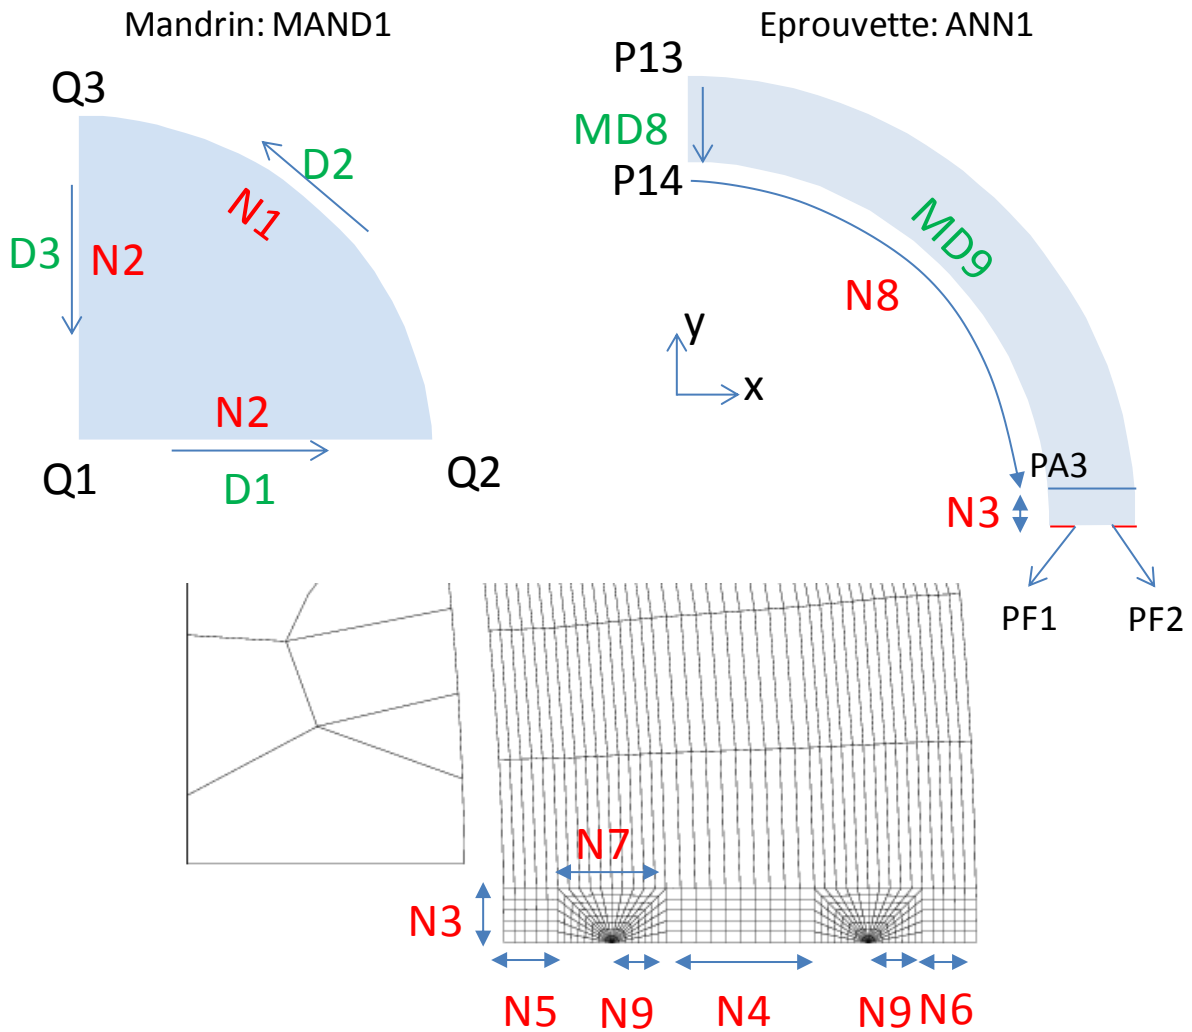 Mandrin: MAND1
Eprouvette: ANN1
Q3
D2
N1
D3
N2
N2
Q1
D1
Q2
P13
MD8
P14
MD9
N8
y
x
PA3
N3
PF1
PF2
N7
N3
N5
N9
N4
N9
N6